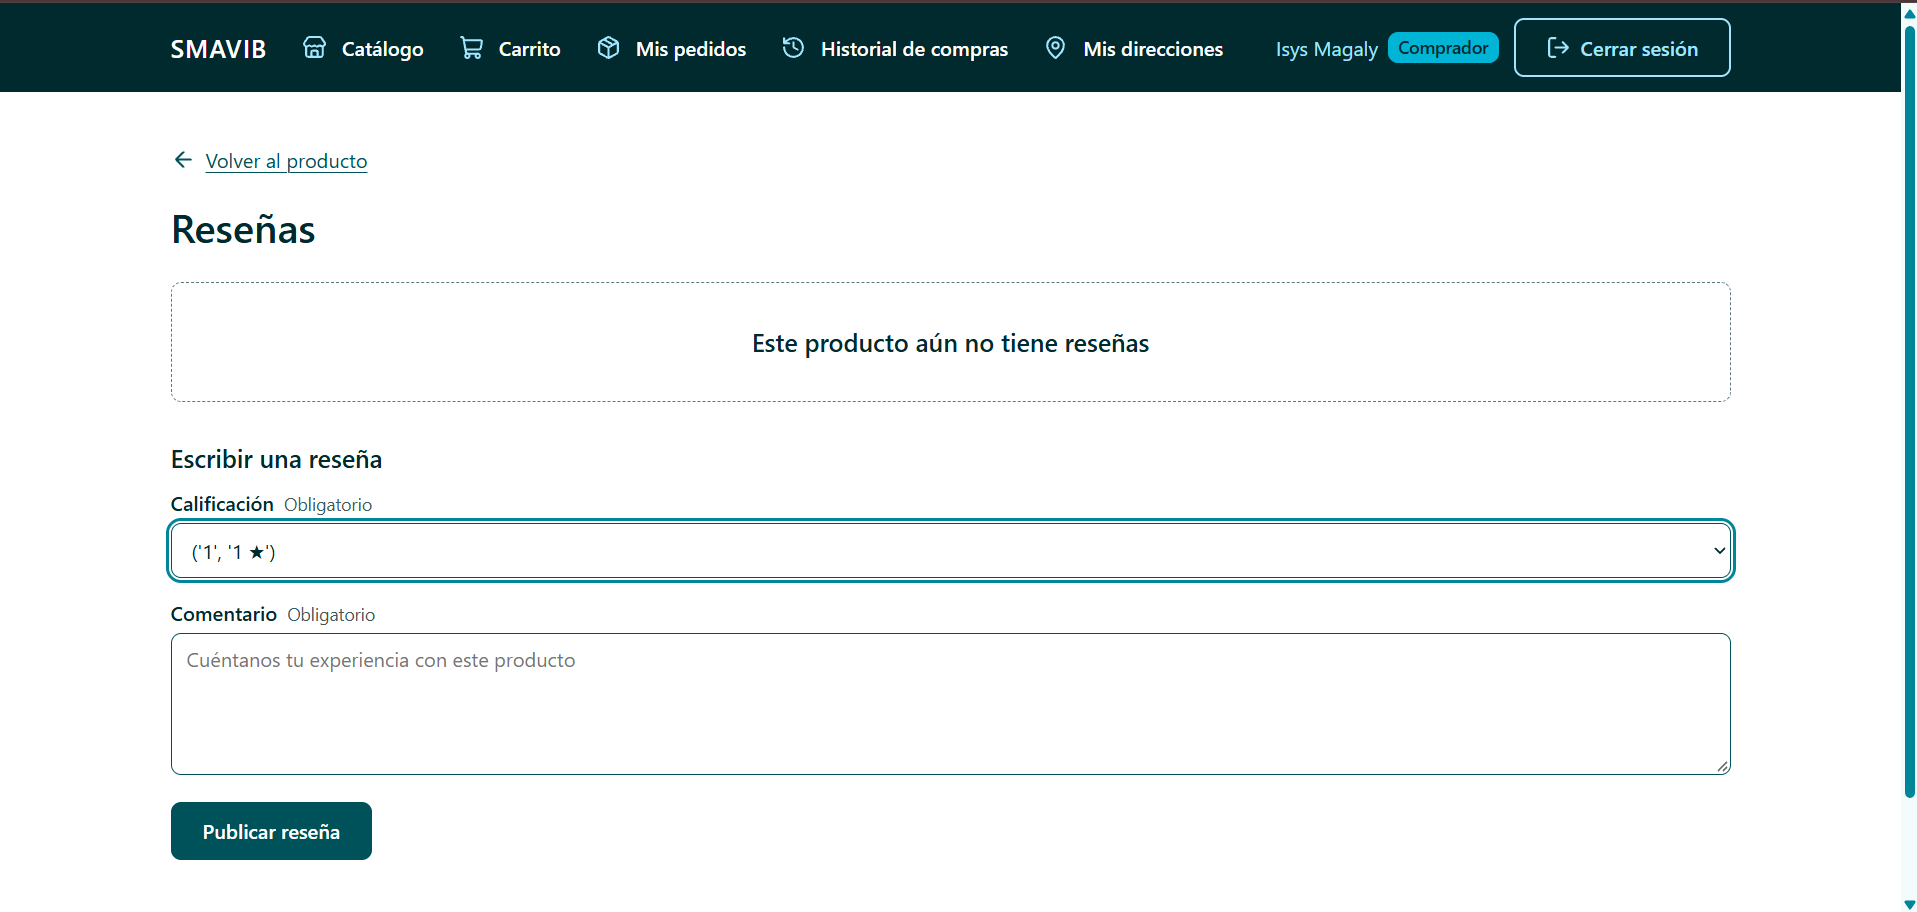 SMAVIB Catálogo Carrito Mis pedidos Historial de compras Mis direcciones Isys Magaly Comprador Cerrar sesión
Volver al producto
Reseñas
Este producto aún no tiene reseñas
Escribir una reseña
Calificación Obligatorio
('1', '1 ★')
Comentario Obligatorio
Cuéntanos tu experiencia con este producto
Publicar reseña